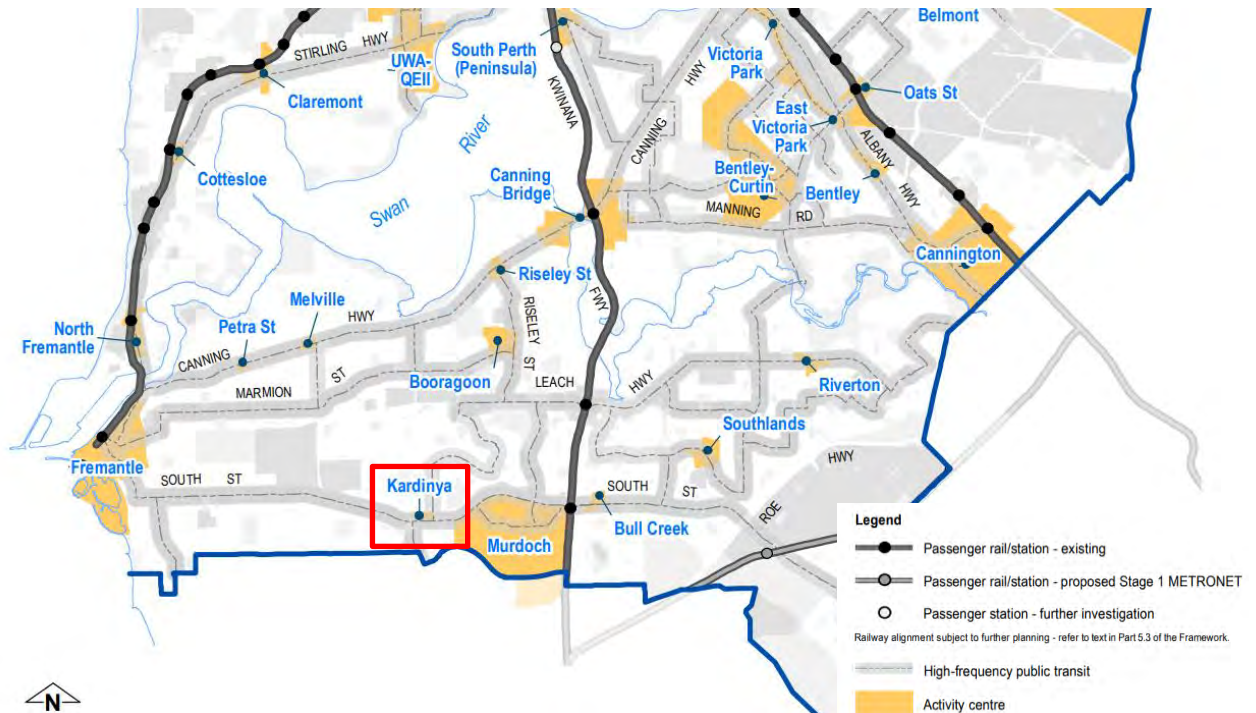 Belmont
STIRLING HWY
UWA-
QEII
South Perth
(Peninsula)
Victoria
Park
HWY
Claremont
KWINANA
Oats St
East
Victoria
Park
River
CANNING
ALBANY
Cottesloe
Canning
Bridge
Bentley-
Curtin
Bentley
HWY
Swan
MANNING
RD
Cannington
Riseley St
FWY
Melville
HWY
RISELEY
ST
North
Fremantle
Petra St
CANNING
ST
Booragoon
LEACH
HWY
Riverton
MARMION
Southlands
Fremantle
HWY
SOUTH
ST
Kardinya
SOUTH
ST
ROE
Bull Creek
Murdoch
Legend
Passenger rail/station - existing
Passenger rail/station - proposed Stage 1 METRONET
Passenger station - further investigation
Railway alignment subject to further planning - refer to text in Part 5.3 of the Framework.
High-frequency public transit
Activity centre
N